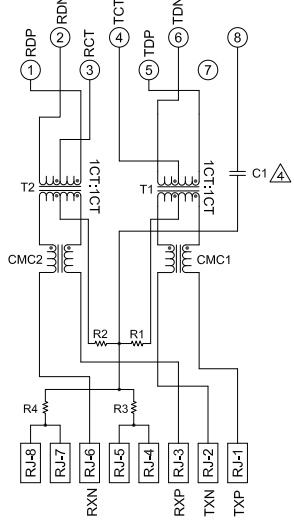 RDP
RDN
RCT
TCT
TDP
TDN
1
2
3
4
5
6
7
8
1CT:1CT
T2
1CT:1CT
T1
C1
4
CMC2
CMC1
R2
R1
R4
R3
RJ-8
RJ-7
RJ-6
RJ-5
RJ-4
RJ-3
RJ-2
RJ-1
RXN
RXP
TXN
TXP